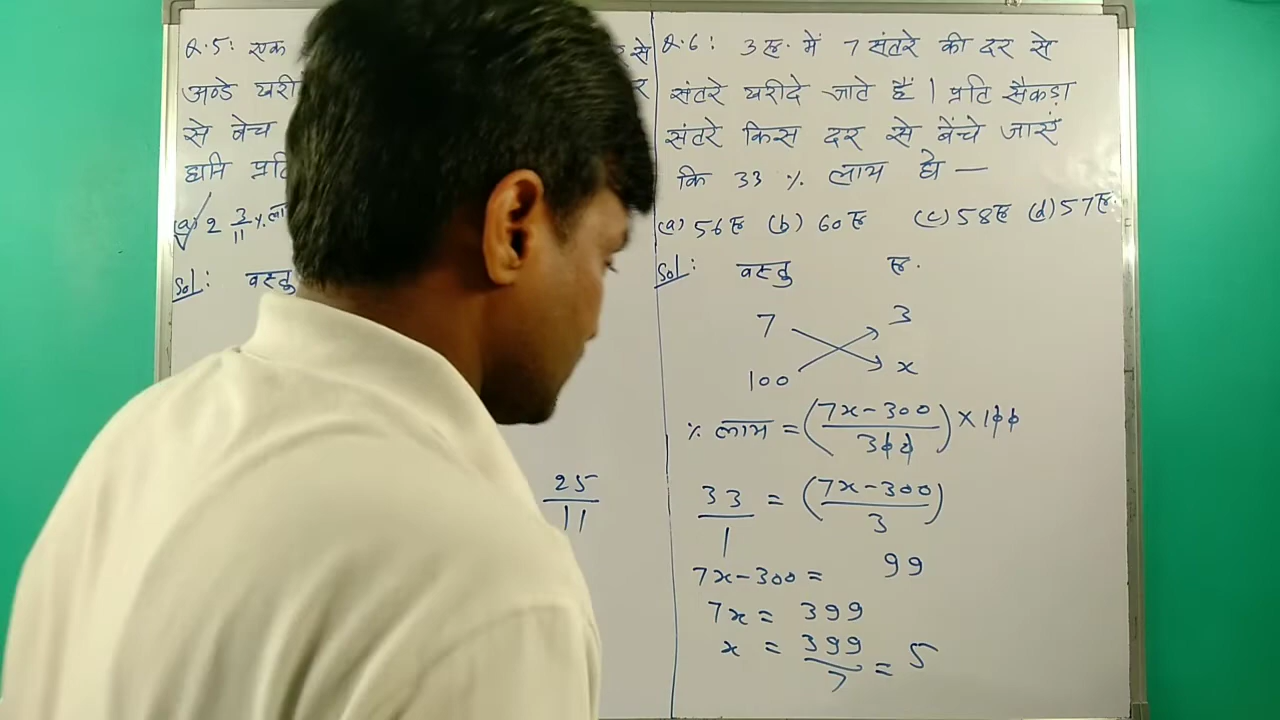 Q.5: एक
से
अण्डे खरी
र
से बेच
हानि प्रति
(a) 2 3/11 % ला
Sol: वस्तु
25/11
Q.6: 3 रु. में 7 संतरे की दर से
संतरे खरीदे जाते हैं । प्रति सैकड़ा
संतरे किस दर से बेंचे जाएं
कि 33 % लाभ हो —
(a) 56 रु (b) 60 रु (c) 58 रु (d) 57 रु.
Sol: वस्तु रु.
7 3
100 x
% लाभ = (7x-300/300) × 100
33/1 = (7x-300/3)
7x-300 = 99
7x = 399
x = 399/7 = 5